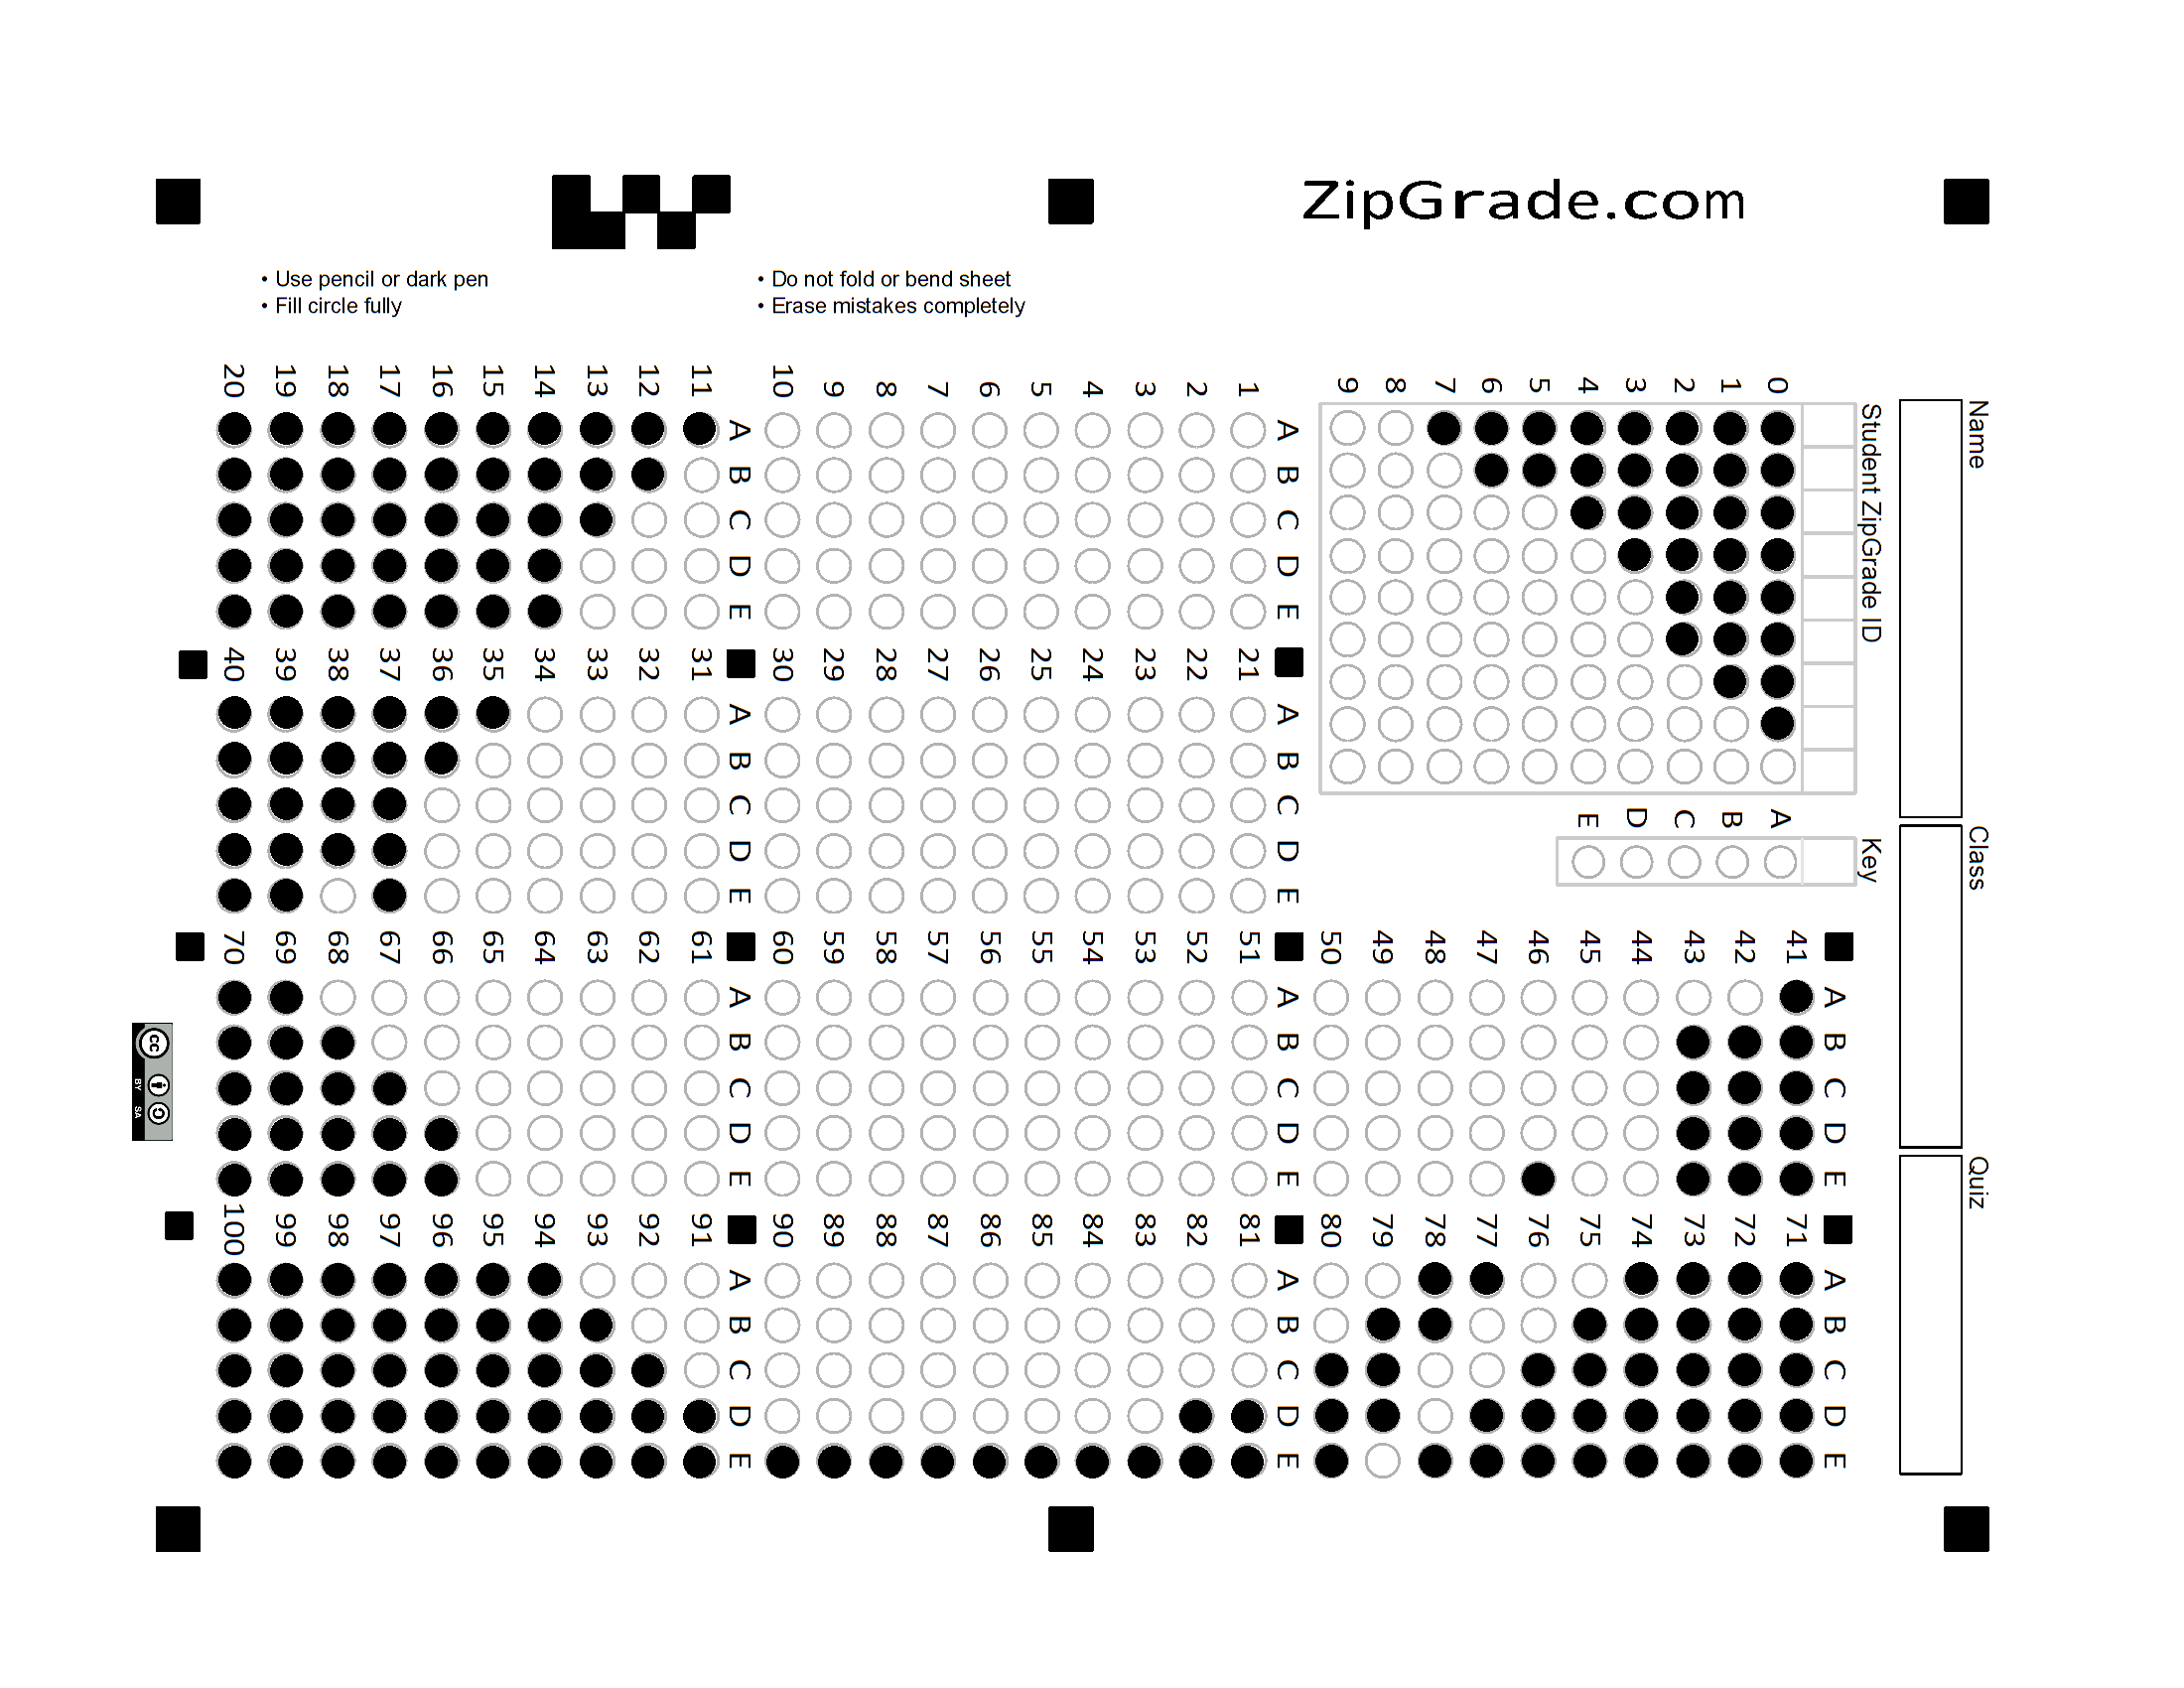 ZipGrade.com
• Use pencil or dark pen
• Fill circle fully
• Do not fold or bend sheet
• Erase mistakes completely
Name
Class
Quiz
Student ZipGrade ID
0 1 2 3 4 5 6 7 8 9
Key
A B C D E
A B C D E
1 2 3 4 5 6 7 8 9 10
A B C D E
11 12 13 14 15 16 17 18 19 20
A B C D E
21 22 23 24 25 26 27 28 29 30
A B C D E
31 32 33 34 35 36 37 38 39 40
A B C D E
41 42 43 44 45 46 47 48 49 50
A B C D E
51 52 53 54 55 56 57 58 59 60
A B C D E
61 62 63 64 65 66 67 68 69 70
A B C D E
71 72 73 74 75 76 77 78 79 80
A B C D E
81 82 83 84 85 86 87 88 89 90
A B C D E
91 92 93 94 95 96 97 98 99 100
A B C D E
cc
BY SA